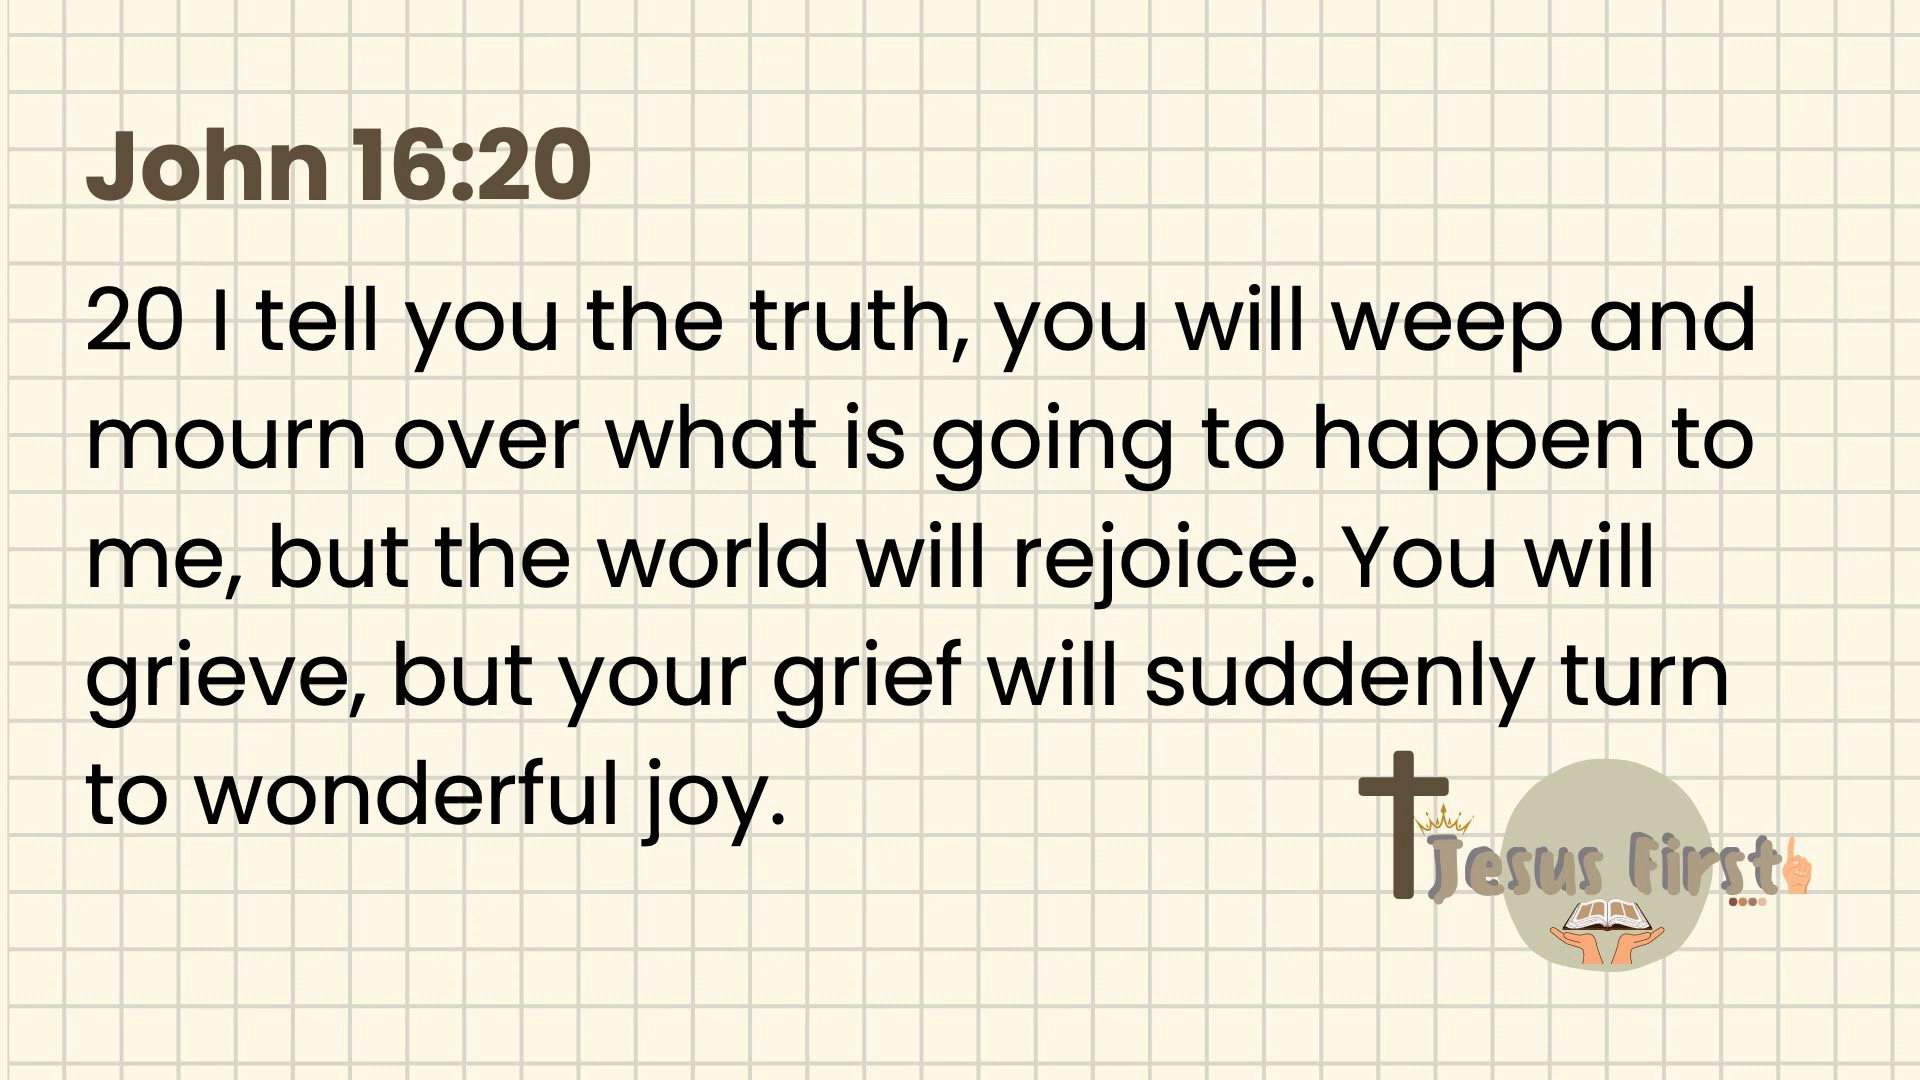 John 16:20
20 I tell you the truth, you will weep and
mourn over what is going to happen to
me, but the world will rejoice. You will
grieve, but your grief will suddenly turn
to wonderful joy.
Jesus First